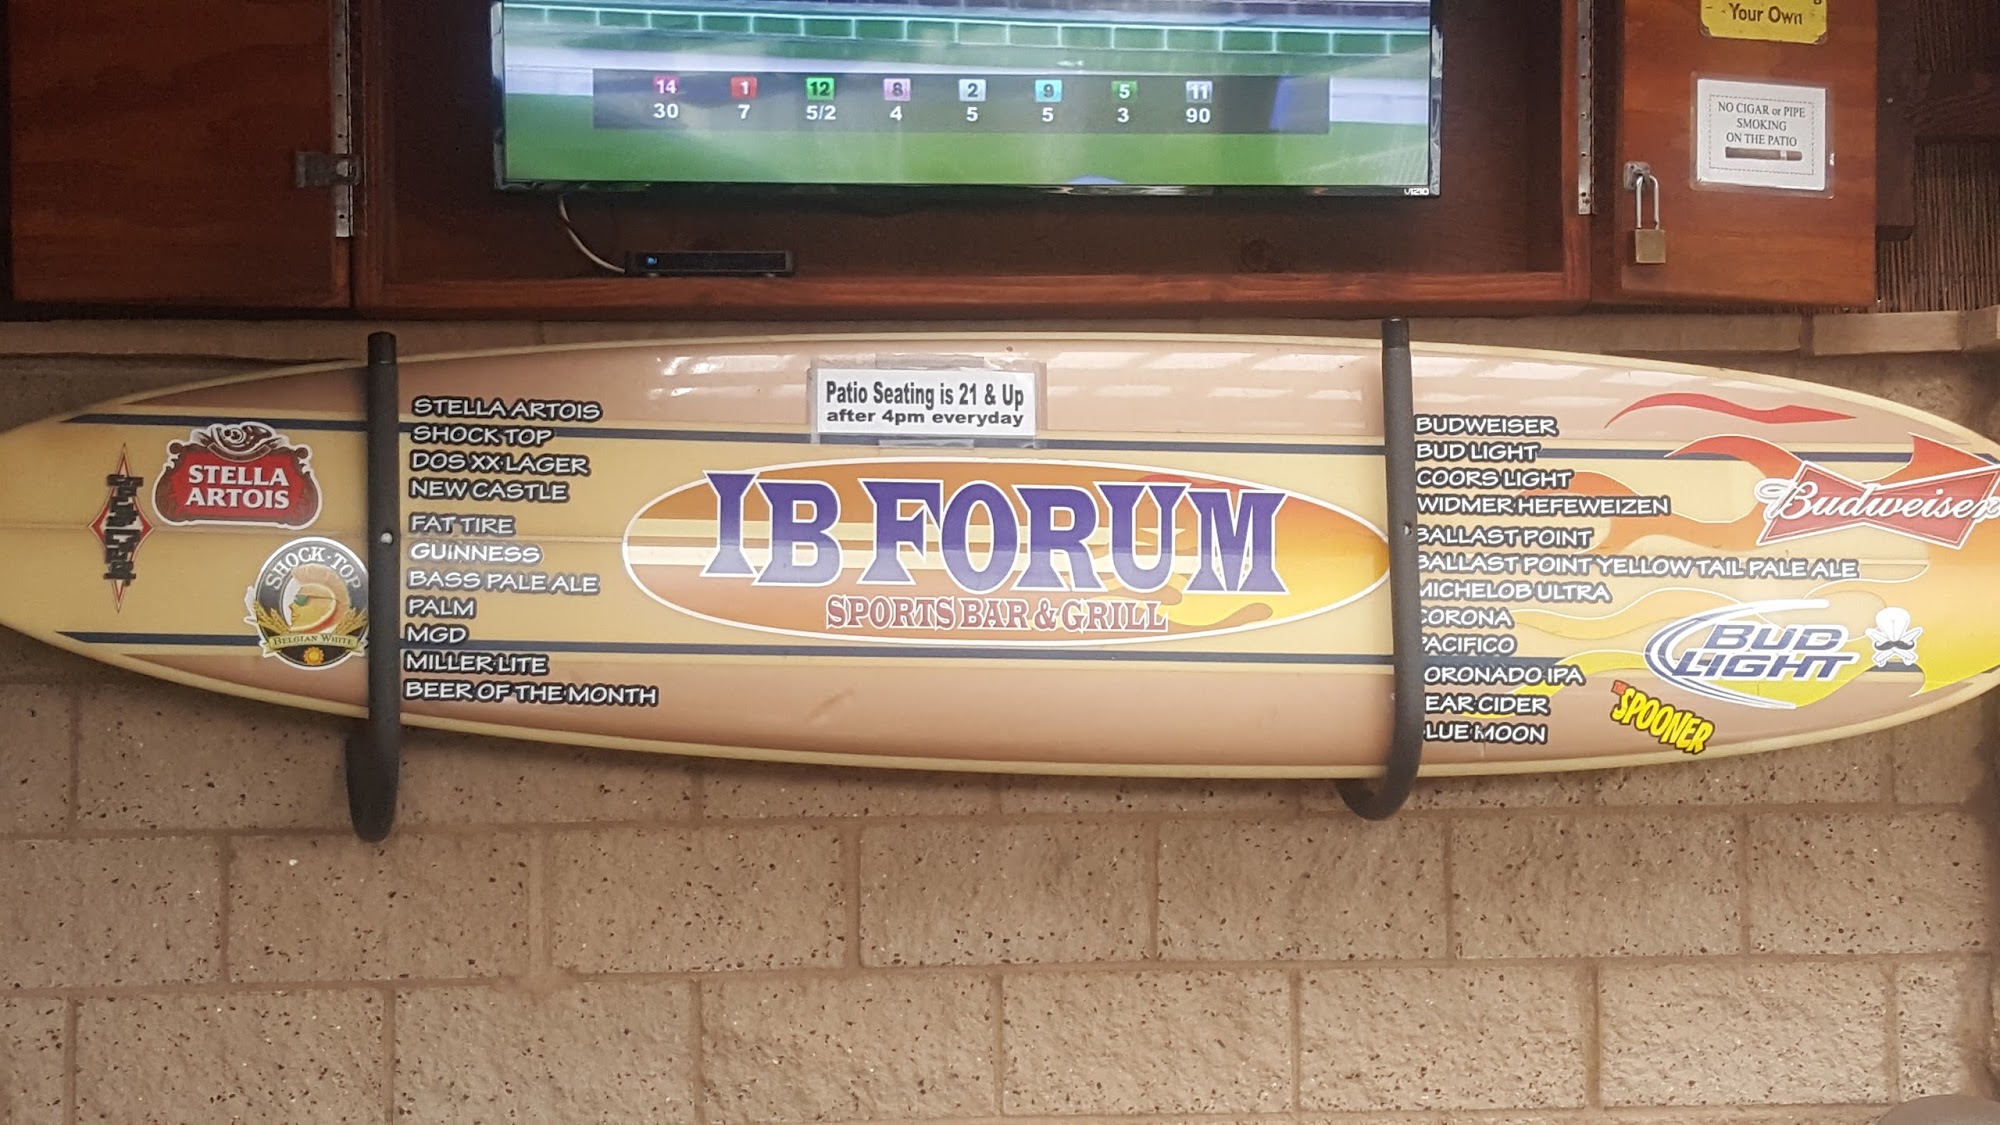 Your Own
14 1 12 8 2 9 5 11
30 7 5/2 4 5 5 3 90
NO CIGAR or PIPE
SMOKING
ON THE PATIO
VIZIO
Patio Seating is 21 & Up
after 4pm everyday
STELLA
ARTOIS
SHOCK·TOP
BELGIAN WHITE
STELLA ARTOIS
SHOCK TOP
DOS XX LAGER
NEW CASTLE
FAT TIRE
GUINNESS
BASS PALE ALE
PALM
MGD
MILLER LITE
BEER OF THE MONTH
IB FORUM
SPORTS BAR & GRILL
BUDWEISER
BUD LIGHT
COORS LIGHT
WIDMER HEFEWEIZEN
BALLAST POINT
BALLAST POINT YELLOW TAIL PALE ALE
MICHELOB ULTRA
CORONA
PACIFICO
ORONADO IPA
EAR CIDER
LUE MOON
Budweiser
BUD
LIGHT
THE
SPOONER